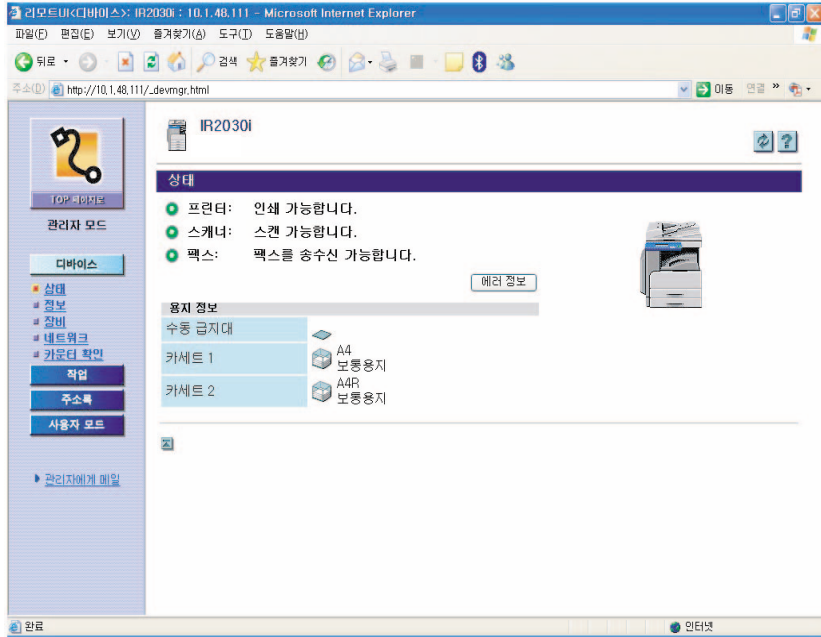 리모트UI<디바이스>: IR2030i : 10.1.48.111 - Microsoft Internet Explorer
파일(F) 편집(E) 보기(V) 즐겨찾기(A) 도구(T) 도움말(H)
뒤로 검색 즐겨찾기
주소(D) http://10.1.48.111/_devmgr.html 이동 연결 »
IR2030i
TOP 페이지로
관리자 모드
디바이스
상태
정보
장비
네트워크
카운터 확인
작업
주소록
사용자 모드
관리자에게 메일
상태
프린터: 인쇄 가능합니다.
스캐너: 스캔 가능합니다.
팩스: 팩스를 송수신 가능합니다.
에러 정보
용지 정보
수동 급지대
카세트 1 A4
보통용지
카세트 2 A4R
보통용지
완료 인터넷